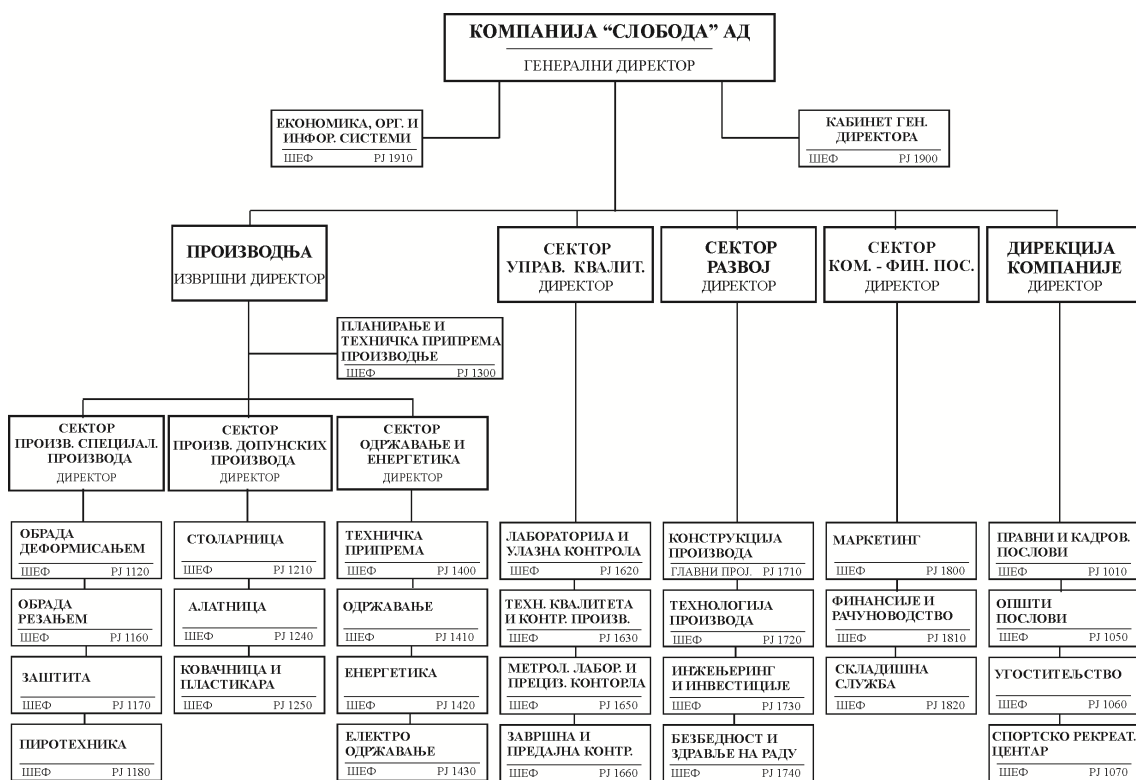 КОМПАНИЈА “СЛОБОДА” АД
ГЕНЕРАЛНИ ДИРЕКТОР
ЕКОНОМИКА, ОРГ. И
ИНФОР. СИСТЕМИ
ШЕФ PJ 1910
КАБИНЕТ ГЕН.
ДИРЕКТОРА
ШЕФ PJ 1900
ПРОИЗВОДЊА
ИЗВРШНИ ДИРЕКТОР
СЕКТОР
УПРАВ. КВАЛИТ.
ДИРЕКТОР
СЕКТОР
РАЗВОЈ
ДИРЕКТОР
СЕКТОР
КОМ. - ФИН. ПОС.
ДИРЕКТОР
ДИРЕКЦИЈА
КОМПАНИЈЕ
ДИРЕКТОР
ПЛАНИРАЊЕ И
ТЕХНИЧКА ПРИПРЕМА
ПРОИЗВОДЊЕ
ШЕФ PJ 1300
СЕКТОР
ПРОИЗВ. СПЕЦИЈАЛ.
ПРОИЗВОДА
ДИРЕКТОР
СЕКТОР
ПРОИЗВ. ДОПУНСКИХ
ПРОИЗВОДА
ДИРЕКТОР
СЕКТОР
ОДРЖАВАЊЕ И
ЕНЕРГЕТИКА
ДИРЕКТОР
ОБРАДА
ДЕФОРМИСАЊЕМ
ШЕФ PJ 1120
СТОЛАРНИЦА
ШЕФ PJ 1210
ТЕХНИЧКА
ПРИПРЕМА
ШЕФ PJ 1400
ЛАБОРАТОРИЈА И
УЛАЗНА КОНТРОЛА
ШЕФ PJ 1620
КОНСТРУКЦИЈА
ПРОИЗВОДА
ГЛАВНИ ПРОЈ. PJ 1710
МАРКЕТИНГ
ШЕФ PJ 1800
ПРАВНИ И КАДРОВ.
ПОСЛОВИ
ШЕФ PJ 1010
ОБРАДА
РЕЗАЊЕМ
ШЕФ PJ 1160
АЛАТНИЦА
ШЕФ PJ 1240
ОДРЖАВАЊЕ
ШЕФ PJ 1410
ТЕХН. КВАЛИТЕТА
И КОНТР. ПРОИЗВ.
ШЕФ PJ 1630
ТЕХНОЛОГИЈА
ПРОИЗВОДА
ШЕФ PJ 1720
ФИНАНСИЈЕ И
РАЧУНОВОДСТВО
ШЕФ PJ 1810
ОПШТИ
ПОСЛОВИ
ШЕФ PJ 1050
ЗАШТИТА
ШЕФ PJ 1170
КОВАЧНИЦА И
ПЛАСТИКАРА
ШЕФ PJ 1250
ЕНЕРГЕТИКА
ШЕФ PJ 1420
МЕТРОЛ. ЛАБОР. И
ПРЕЦИЗ. КОНТОРЛА
ШЕФ PJ 1650
ИНЖЕЊЕРИНГ
И ИНВЕСТИЦИЈЕ
ШЕФ PJ 1730
СКЛАДИШНА
СЛУЖБА
ШЕФ PJ 1820
УГОСТИТЕЉСТВО
ШЕФ PJ 1060
ПИРОТЕХНИКА
ШЕФ PJ 1180
ЕЛЕКТРО
ОДРЖАВАЊЕ
ШЕФ PJ 1430
ЗАВРШНА И
ПРЕДАЈНА КОНТР.
ШЕФ PJ 1660
БЕЗБЕДНОСТ И
ЗДРАВЉЕ НА РАДУ
ШЕФ PJ 1740
СПОРТСКО РЕКРЕАТ.
ЦЕНТАР
ШЕФ PJ 1070